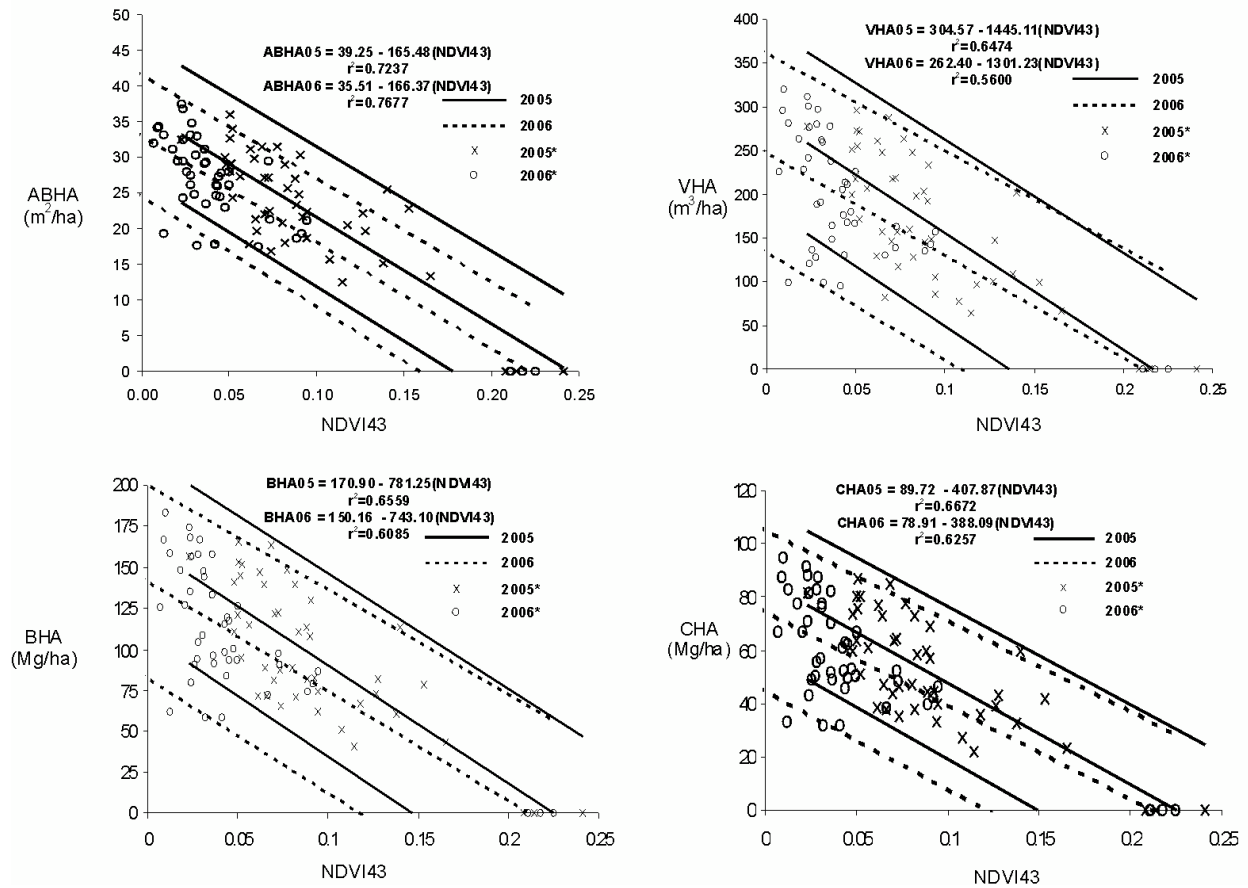 ABHA05 = 39.25 - 165.48(NDVI43)
r²=0.7237
ABHA06 = 35.51 - 166.37(NDVI43)
r²=0.7677
2005
2006
2005*
2006*
50
45
40
35
30
25
20
15
10
5
0
ABHA
(m²/ha)
0.00
0.05
0.10
0.15
0.20
0.25
NDVI43
VHA05 = 304.57 - 1445.11(NDVI43)
r²=0.6474
VHA06 = 262.40 - 1301.23(NDVI43)
r²=0.5600
2005
2006
2005*
2006*
400
350
300
250
200
150
100
50
0
VHA
(m³/ha)
0
0.05
0.10
0.15
0.20
0.25
NDVI43
BHA05 = 170.90 - 781.25(NDVI43)
r²=0.6559
BHA06 = 150.16 - 743.10(NDVI43)
r²=0.6085
2005
2006
2005*
2006*
200
175
150
125
100
75
50
25
0
BHA
(Mg/ha)
0
0.05
0.10
0.15
0.20
0.25
NDVI43
CHA05 = 89.72 - 407.87(NDVI43)
r²=0.6672
CHA06 = 78.91 - 388.09(NDVI43)
r²=0.6257
2005
2006
2005*
2006*
120
100
80
60
40
20
0
CHA
(Mg/ha)
0
0.05
0.10
0.15
0.20
0.25
NDVI43